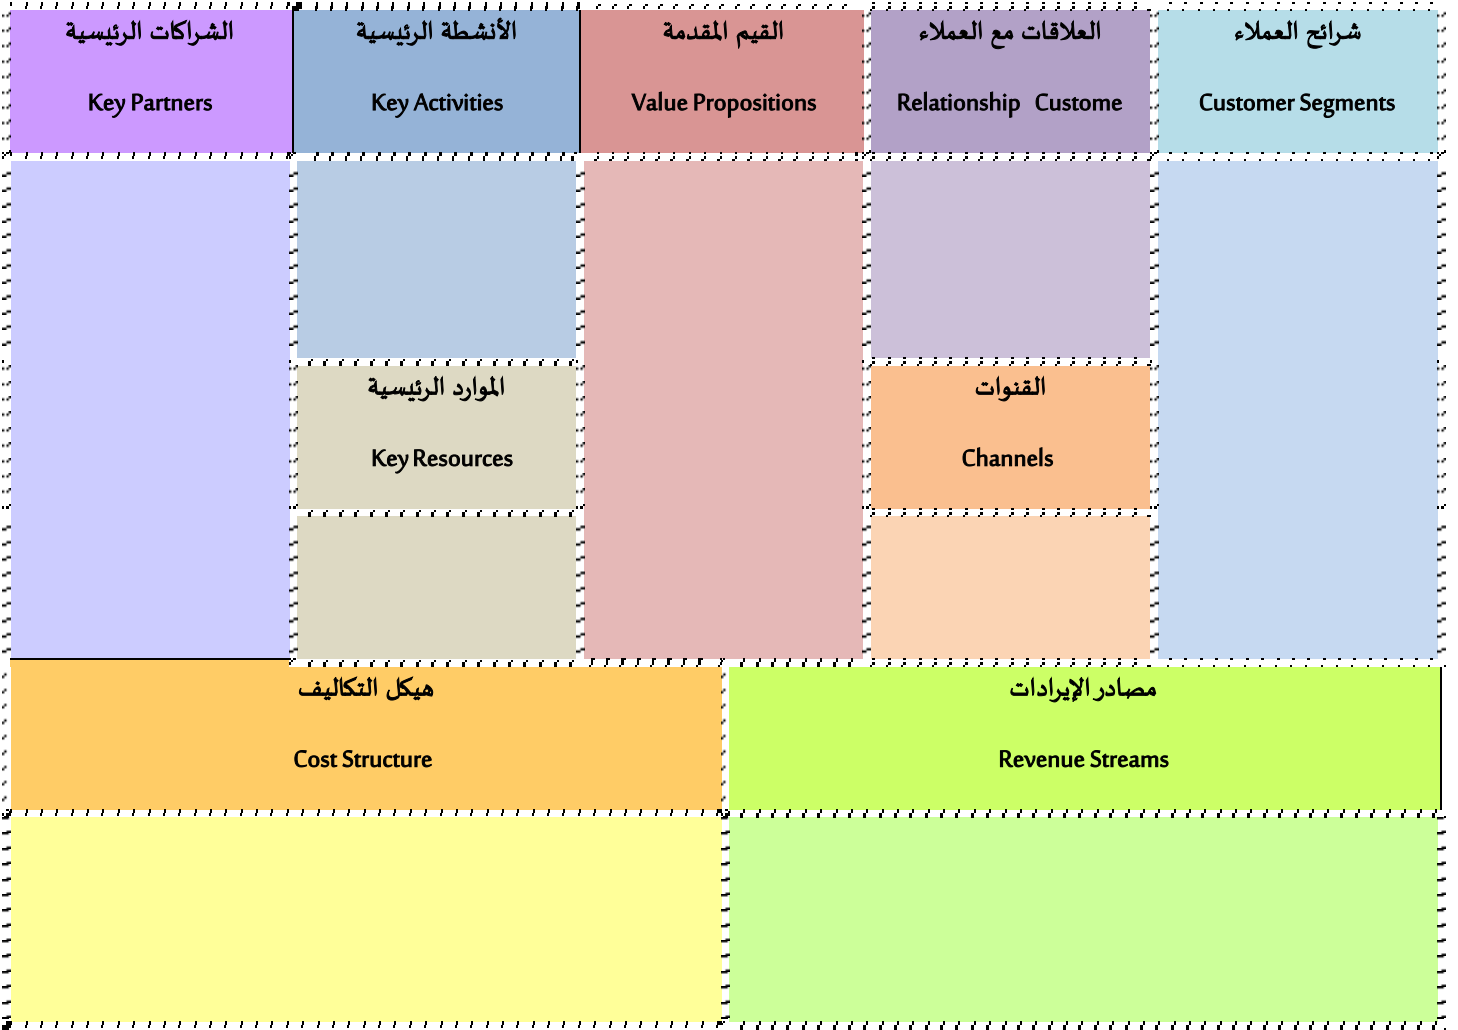 الشراكات الرئيسية
Key Partners
الأنشطة الرئيسية
Key Activities
القيم المقدمة
Value Propositions
العلاقات مع العملاء
Relationship Custome
شرائح العملاء
Customer Segments
الموارد الرئيسية
Key Resources
القنوات
Channels
هيكل التكاليف
Cost Structure
مصادر الإيرادات
Revenue Streams